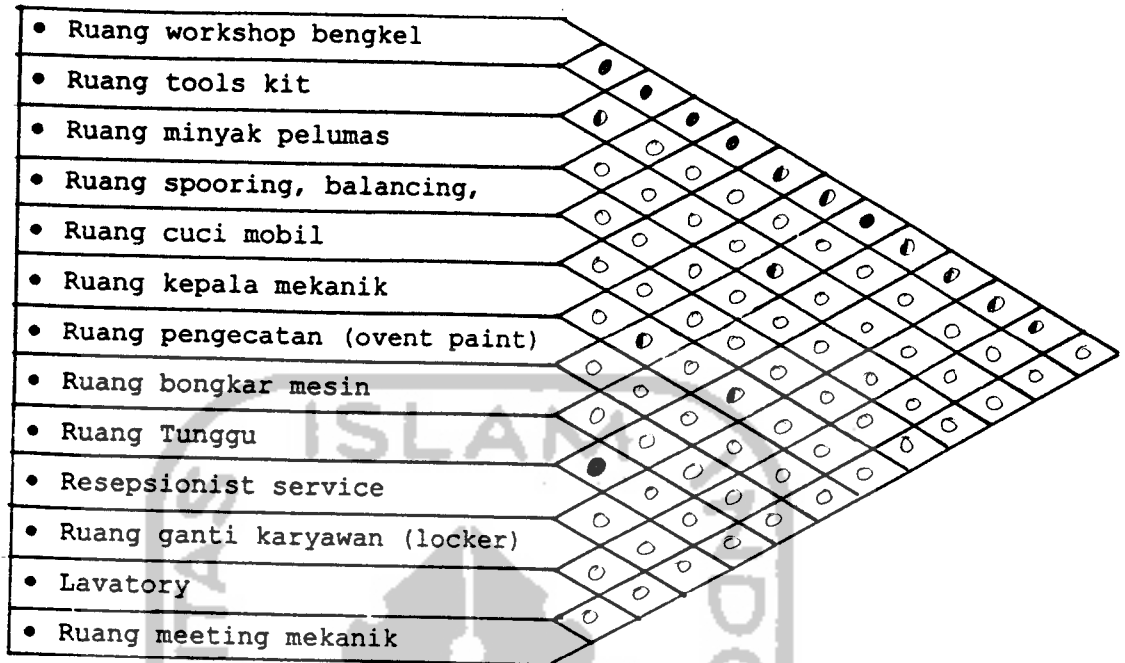 • Ruang workshop bengkel
• Ruang tools kit
• Ruang minyak pelumas
• Ruang spooring, balancing,
• Ruang cuci mobil
• Ruang kepala mekanik
• Ruang pengecatan (ovent paint)
• Ruang bongkar mesin
• Ruang Tunggu
• Resepsionist service
• Ruang ganti karyawan (locker)
• Lavatory
• Ruang meeting mekanik
ISLAM